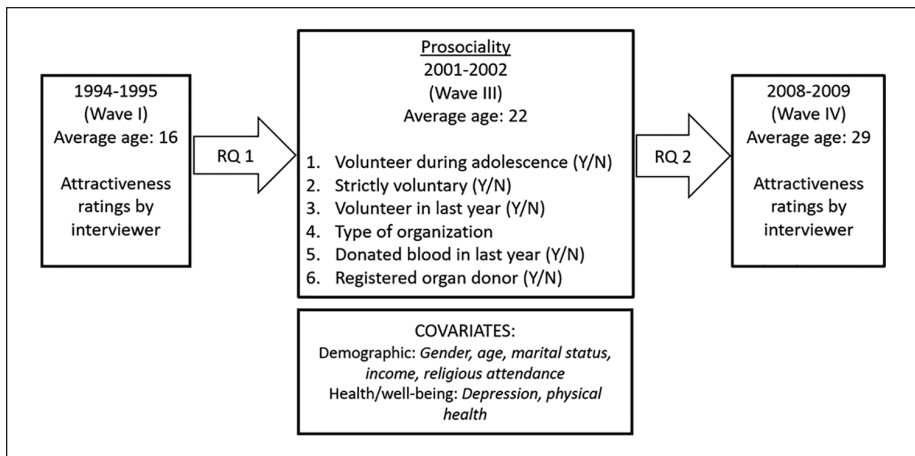 1994-1995
(Wave I)
Average age: 16
Attractiveness
ratings by
interviewer
RQ 1
Prosociality
2001-2002
(Wave III)
Average age: 22
1. Volunteer during adolescence (Y/N)
2. Strictly voluntary (Y/N)
3. Volunteer in last year (Y/N)
4. Type of organization
5. Donated blood in last year (Y/N)
6. Registered organ donor (Y/N)
RQ 2
2008-2009
(Wave IV)
Average age: 29
Attractiveness
ratings by
interviewer
COVARIATES:
Demographic: Gender, age, marital status,
income, religious attendance
Health/well-being: Depression, physical
health